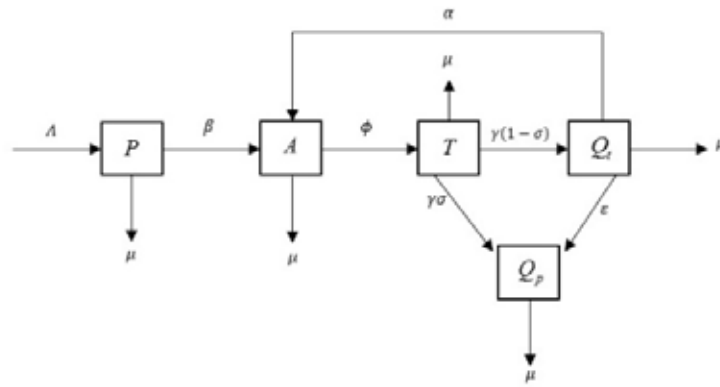 α
μ
Λ β ϕ γ(1 − σ)
P A T Q_t μ
γσ ε
μ μ
Q_p
μ